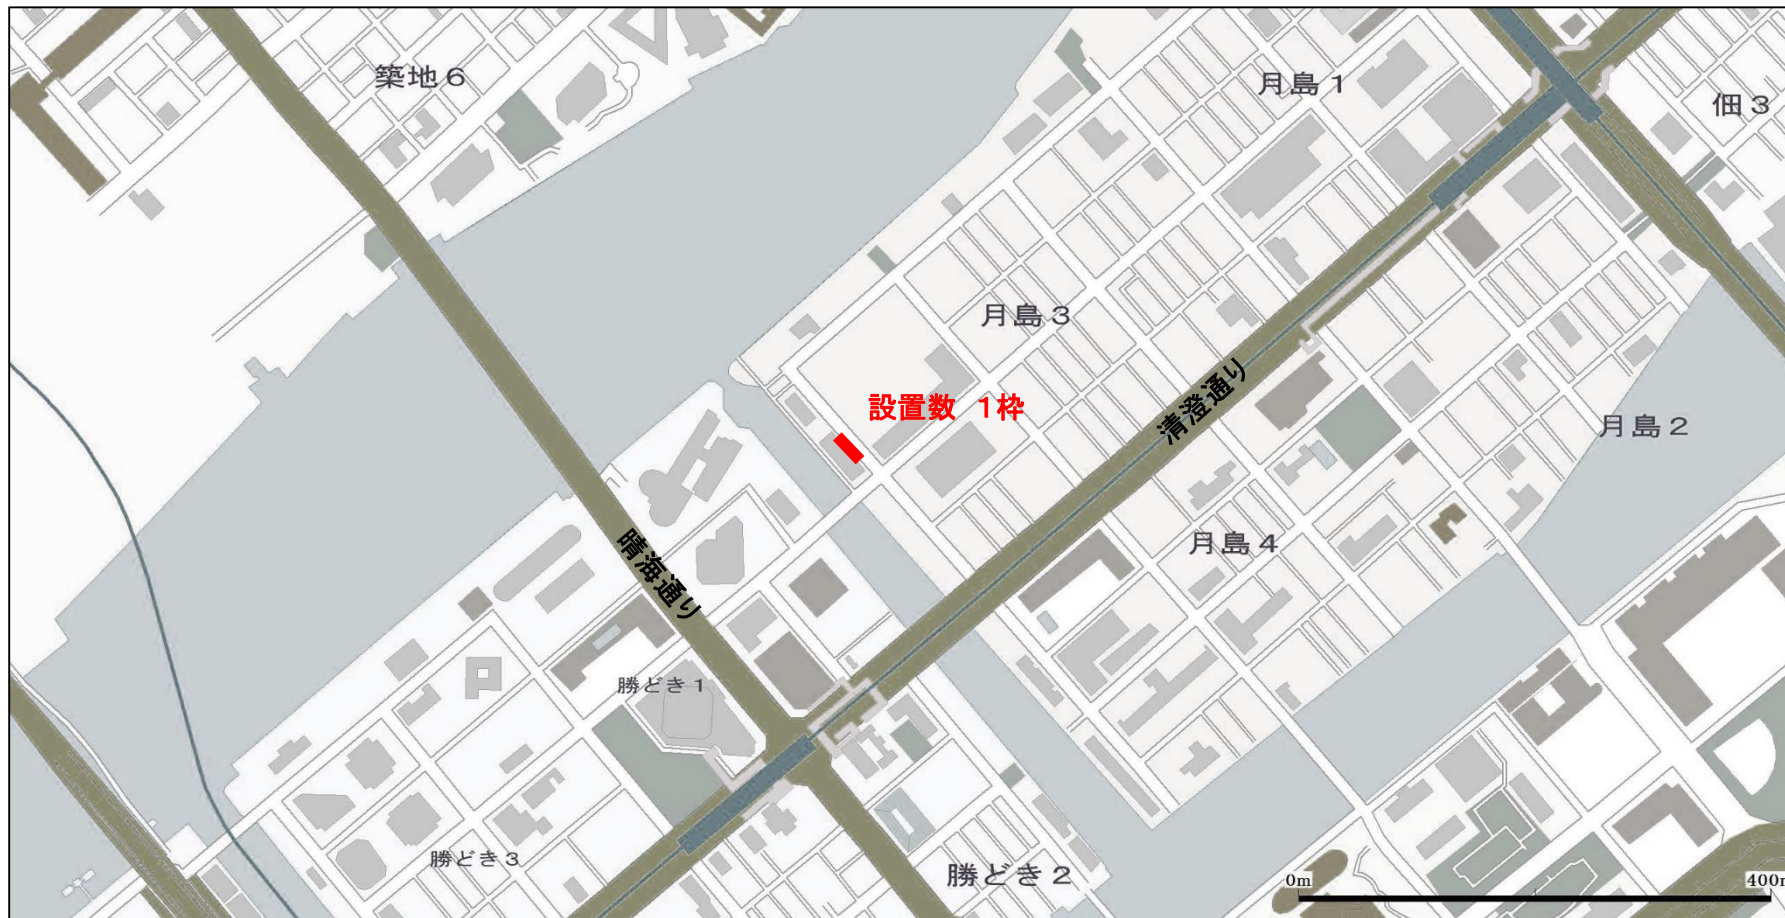 築地6
月島1
佃3
月島3
設置数 1枠
清澄通り
月島2
月島4
晴海通り
勝どき1
勝どき3
勝どき2
0m
400m